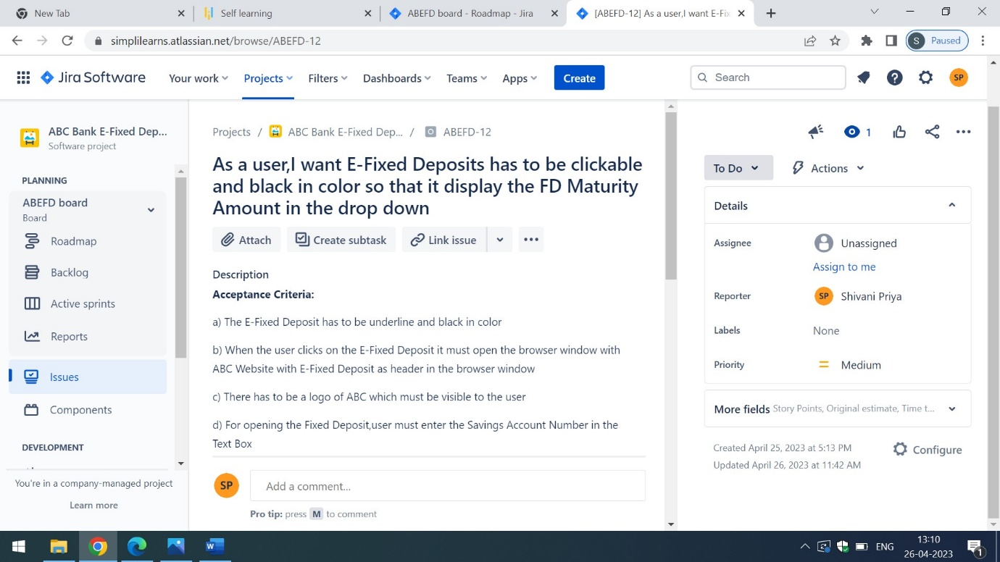 New Tab
Self learning
ABEFD board - Roadmap - Jira
[ABEFD-12] As a user,I want E-Fix
simplilearns.atlassian.net/browse/ABEFD-12
S Paused
Jira Software
Your work
Projects
Filters
Dashboards
Teams
Apps
Create
Search
SP
ABC Bank E-Fixed Dep...
Software project
PLANNING
ABEFD board
Board
Roadmap
Backlog
Active sprints
Reports
Issues
Components
DEVELOPMENT
You're in a company-managed project
Learn more
Projects / ABC Bank E-Fixed Dep... / ABEFD-12
As a user,I want E-Fixed Deposits has to be clickable
and black in color so that it display the FD Maturity
Amount in the drop down
Attach
Create subtask
Link issue
Description
Acceptance Criteria:
a) The E-Fixed Deposit has to be underline and black in color
b) When the user clicks on the E-Fixed Deposit it must open the browser window with
ABC Website with E-Fixed Deposit as header in the browser window
c) There has to be a logo of ABC which must be visible to the user
d) For opening the Fixed Deposit,user must enter the Savings Account Number in the
Text Box
SP
Add a comment...
Pro tip: press M to comment
1
To Do
Actions
Details
Assignee
Unassigned
Assign to me
Reporter
SP Shivani Priya
Labels
None
Priority
Medium
More fields Story Points, Original estimate, Time t...
Created April 25, 2023 at 5:13 PM
Updated April 26, 2023 at 11:42 AM
Configure
W
ENG
13:10
26-04-2023
1